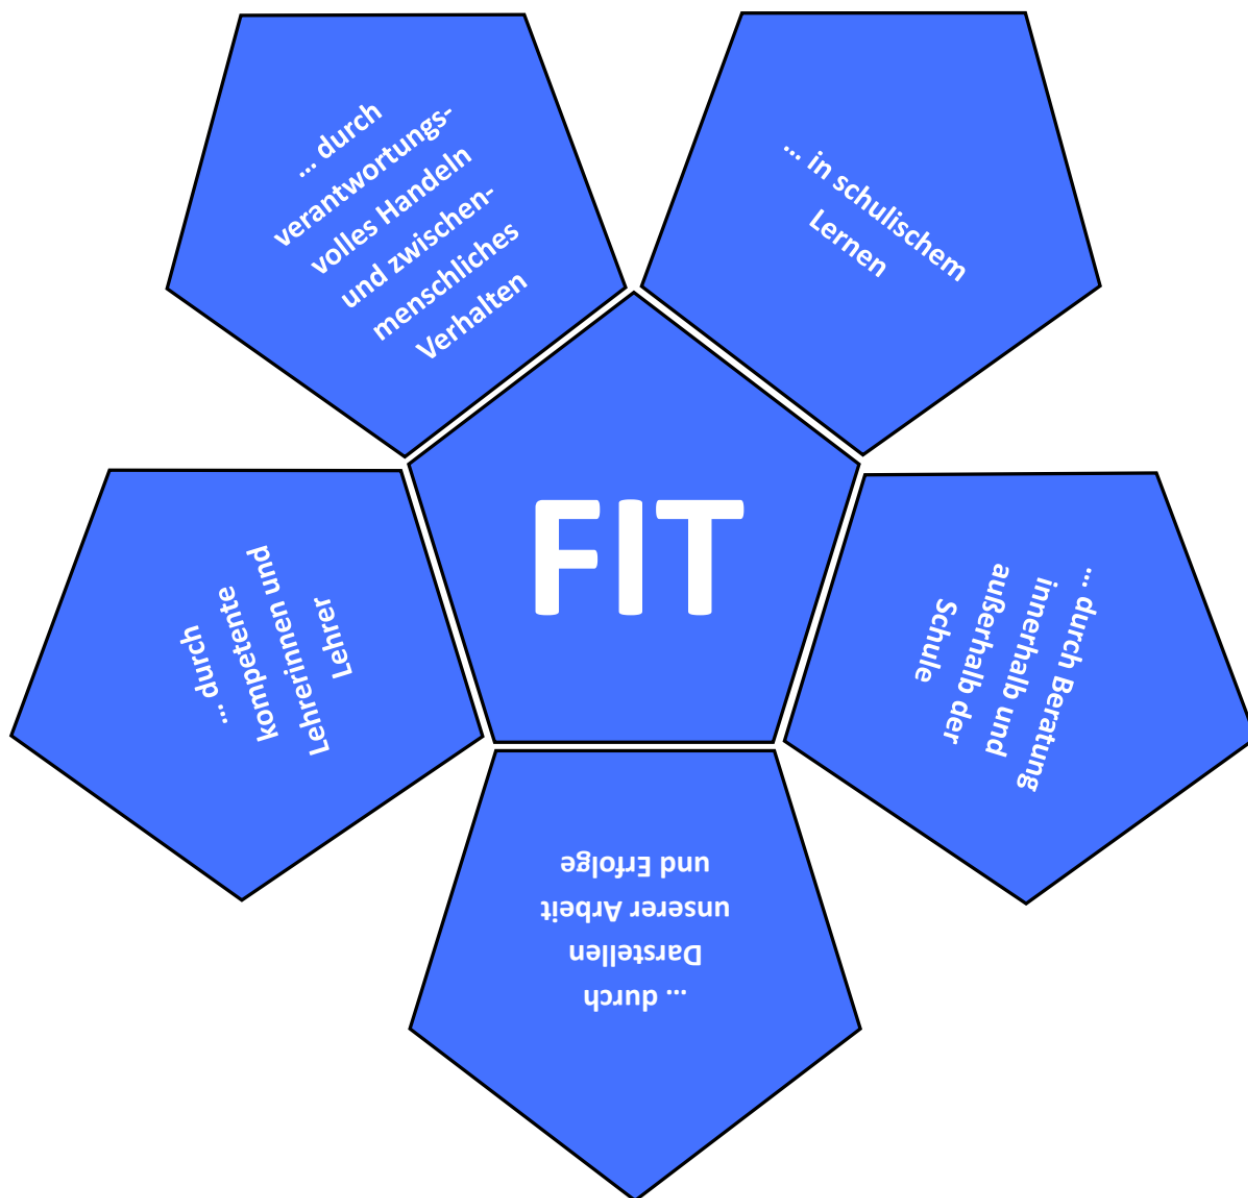 ... durch
verantwortungs-
volles Handeln
und zwischen-
menschliches
Verhalten
... in schulischem
Lernen
FIT
... durch
kompetente
Lehrerinnen und
Lehrer
... durch Beratung
innerhalb und
außerhalb der
Schule
... durch
Darstellen
unserer Arbeit
und Erfolge